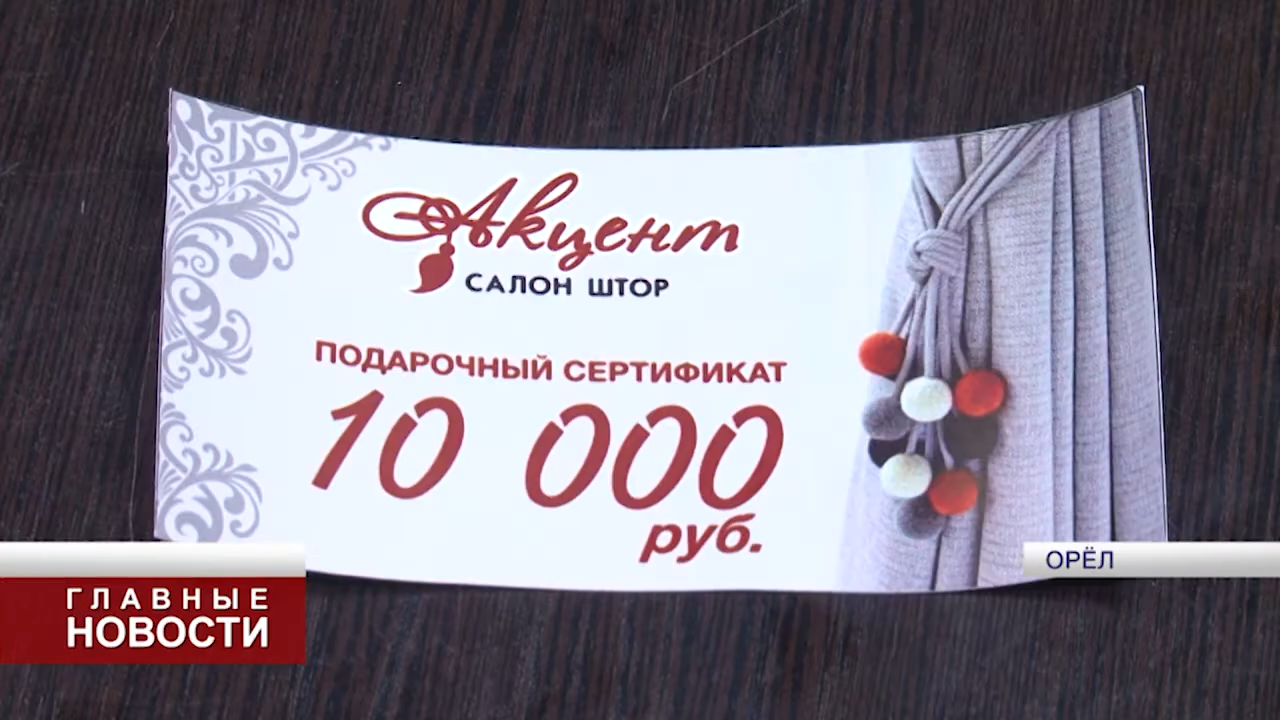 Акцент
САЛОН ШТОР
ПОДАРОЧНЫЙ СЕРТИФИКАТ
10 000
руб.
ОРЁЛ
ГЛАВНЫЕ
НОВОСТИ